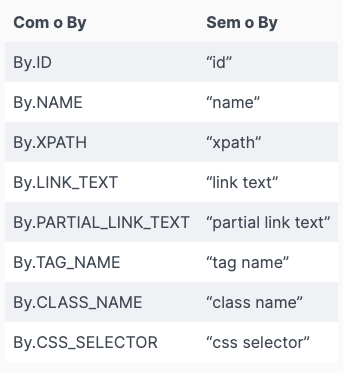 Com o By Sem o By
By.ID “id”
By.NAME “name”
By.XPATH “xpath”
By.LINK_TEXT “link text”
By.PARTIAL_LINK_TEXT “partial link text”
By.TAG_NAME “tag name”
By.CLASS_NAME “class name”
By.CSS_SELECTOR “css selector”